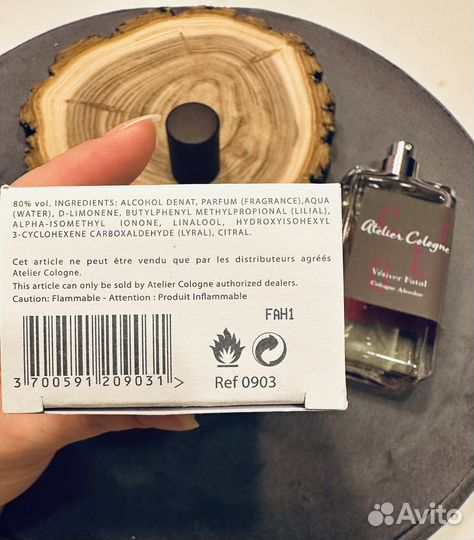 80% vol. INGREDIENTS: ALCOHOL DENAT, PARFUM (FRAGRANCE),AQUA
(WATER), D-LIMONENE, BUTYLPHENYL METHYLPROPIONAL (LILIAL),
ALPHA-ISOMETHYL IONONE, LINALOOL, HYDROXYISOHEXYL
3-CYCLOHEXENE CARBOXALDEHYDE (LYRAL), CITRAL.
Cet article ne peut être vendu que par les distributeurs agréés
Atelier Cologne.
This article can only be sold by Atelier Cologne authorized dealers.
Caution: Flammable - Attention : Produit Inflammable
FAH1
3 700591 209031 >
Ref 0903
Atelier Cologne
Vétiver Fatal
Cologne Absolue
Avito